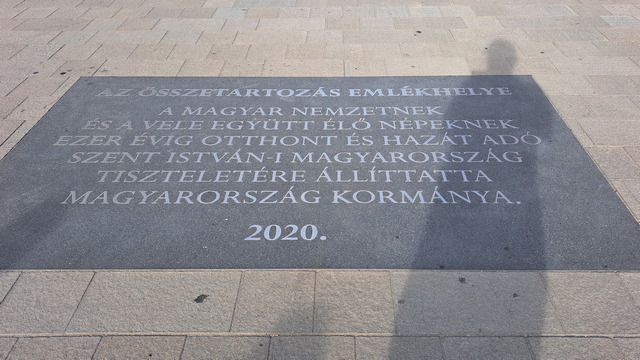 AZ ÖSSZETARTOZÁS EMLÉKHELYE
A MAGYAR NEMZETNEK
ÉS A VELE EGYÜTT ÉLŐ NÉPEKNEK
EZER ÉVIG OTTHONT ÉS HAZÁT ADÓ
SZENT ISTVÁN-I MAGYARORSZÁG
TISZTELETÉRE ÁLLÍTTATTA
MAGYARORSZÁG KORMÁNYA.
2020.